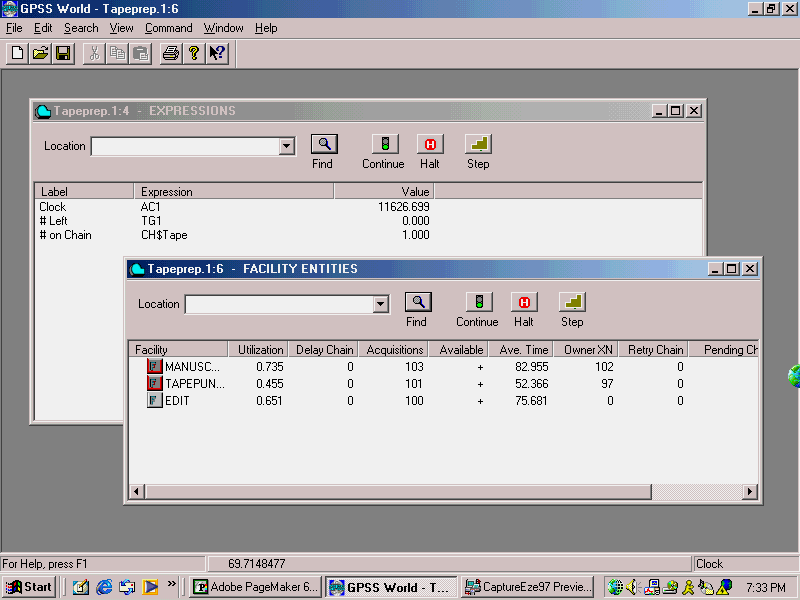 GPSS World - Tapeprep.1:6
File Edit Search View Command Window Help
Tapeprep.1:4 - EXPRESSIONS
Location Find Continue Halt Step
Label Expression Value
Clock AC1 11626.699
# Left TG1 0.000
# on Chain CH$Tape 1.000
Tapeprep.1:6 - FACILITY ENTITIES
Location Find Continue Halt Step
Facility Utilization Delay Chain Acquisitions Available Ave. Time Owner XN Retry Chain Pending Ch
MANUSC... 0.735 0 103 + 82.955 102 0
TAPEPUN... 0.455 0 101 + 52.366 97 0
EDIT 0.651 0 100 + 75.681 0 0
For Help, press F1 69.7148477 Clock
Start » Adobe PageMaker 6... GPSS World - T... CaptureEze97 Previe... 7:33 PM